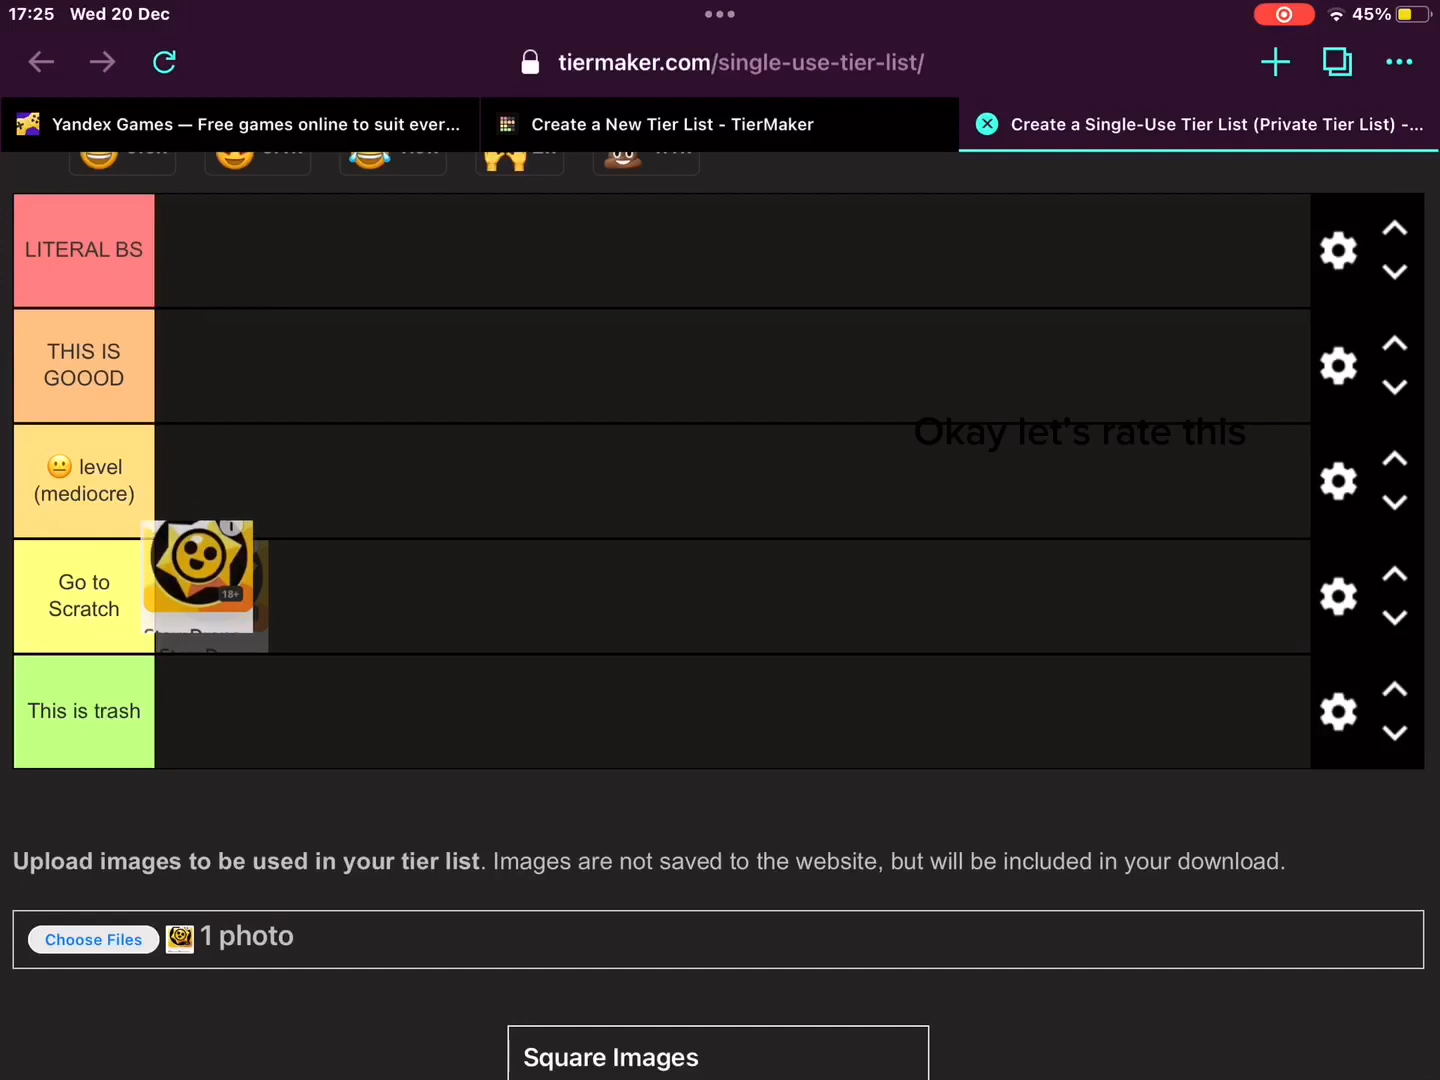 17:25 Wed 20 Dec
45%
tiermaker.com/single-use-tier-list/
Yandex Games — Free games online to suit ever...
Create a New Tier List - TierMaker
Create a Single-Use Tier List (Private Tier List) -...
LITERAL BS
THIS IS
GOOOD
Okay let's rate this
😐 level
(mediocre)
18+
Go to
Scratch
This is trash
Upload images to be used in your tier list. Images are not saved to the website, but will be included in your download.
Choose Files 1 photo
Square Images